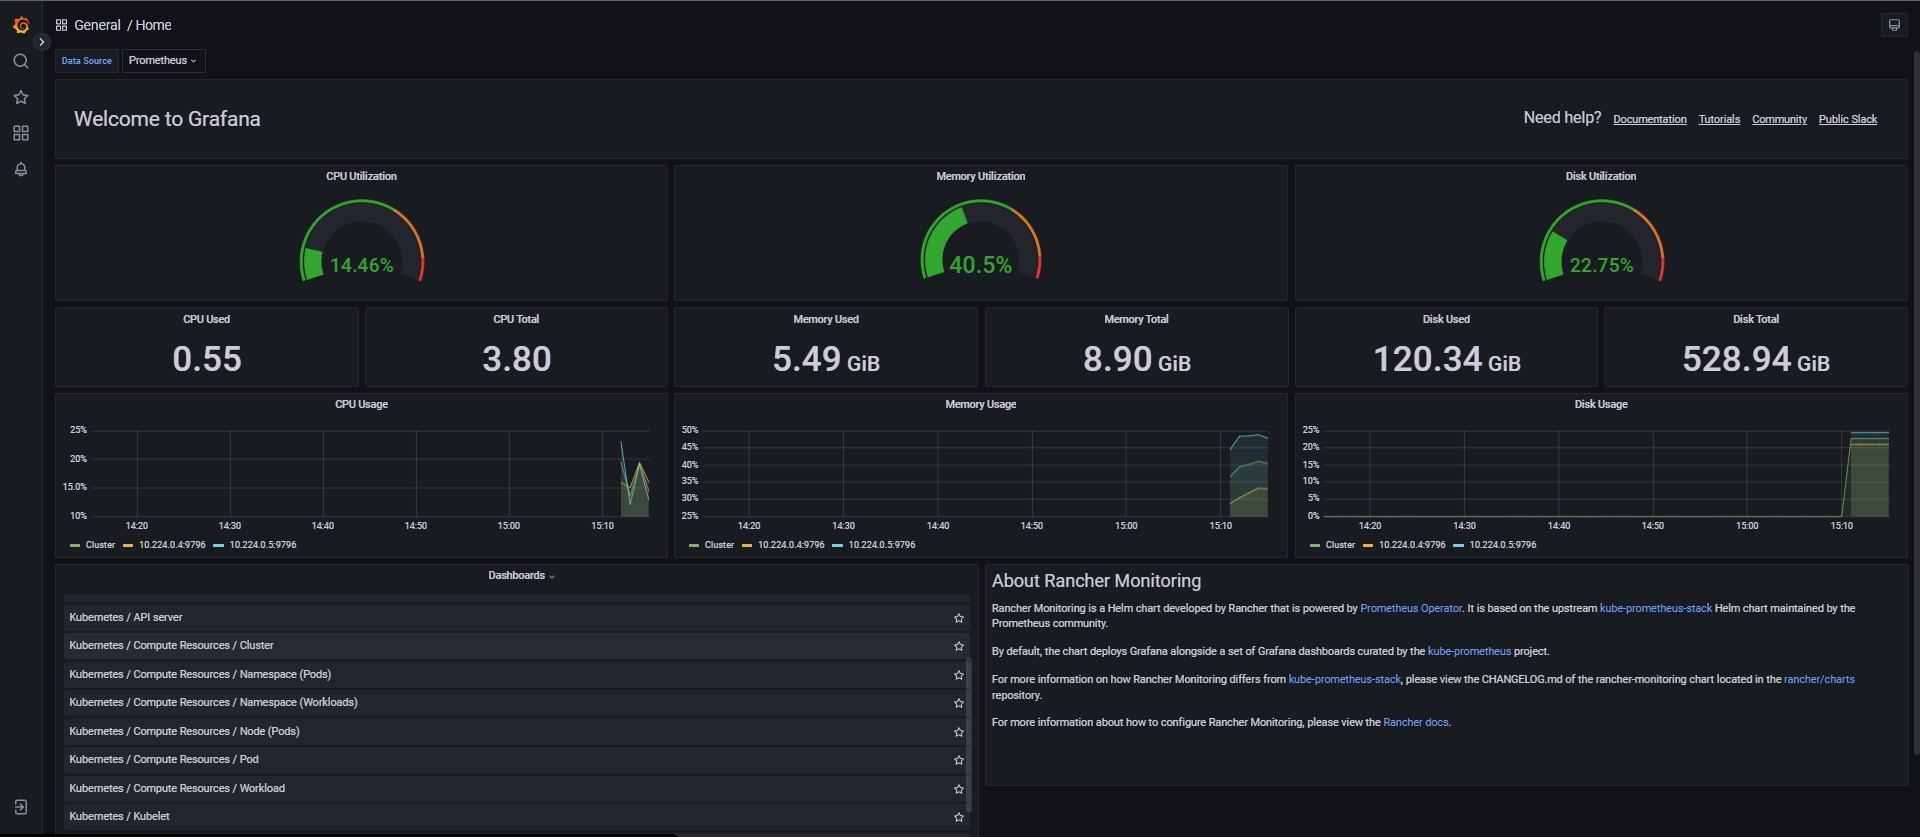 General / Home
Data Source Prometheus
Welcome to Grafana
Need help? Documentation Tutorials Community Public Slack
CPU Utilization
14.46%
Memory Utilization
40.5%
Disk Utilization
22.75%
CPU Used
0.55
CPU Total
3.80
Memory Used
5.49 GiB
Memory Total
8.90 GiB
Disk Used
120.34 GiB
Disk Total
528.94 GiB
CPU Usage
25%
20%
15.0%
10%
14:20 14:30 14:40 14:50 15:00 15:10
Cluster 10.224.0.4:9796 10.224.0.5:9796
Memory Usage
50%
45%
40%
35%
30%
25%
14:20 14:30 14:40 14:50 15:00 15:10
Cluster 10.224.0.4:9796 10.224.0.5:9796
Disk Usage
25%
20%
15%
10%
5%
0%
14:20 14:30 14:40 14:50 15:00 15:10
Cluster 10.224.0.4:9796 10.224.0.5:9796
Dashboards
Kubernetes / API server
Kubernetes / Compute Resources / Cluster
Kubernetes / Compute Resources / Namespace (Pods)
Kubernetes / Compute Resources / Namespace (Workloads)
Kubernetes / Compute Resources / Node (Pods)
Kubernetes / Compute Resources / Pod
Kubernetes / Compute Resources / Workload
Kubernetes / Kubelet
About Rancher Monitoring
Rancher Monitoring is a Helm chart developed by Rancher that is powered by Prometheus Operator. It is based on the upstream kube-prometheus-stack Helm chart maintained by the
Prometheus community.
By default, the chart deploys Grafana alongside a set of Grafana dashboards curated by the kube-prometheus project.
For more information on how Rancher Monitoring differs from kube-prometheus-stack, please view the CHANGELOG.md of the rancher-monitoring chart located in the rancher/charts
repository.
For more information about how to configure Rancher Monitoring, please view the Rancher docs.